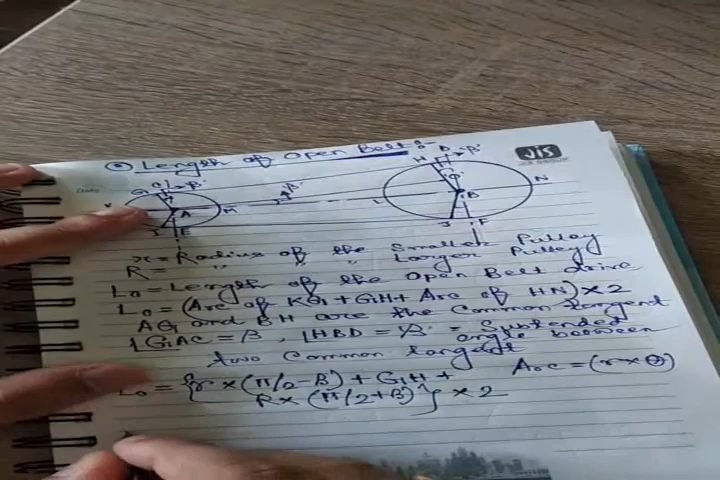 Length of Open Belt:
JIS
Date
G C β H D β
K A M β L B N
J E J F
r = Radius of the Smaller Pulley
R = " " " Larger Pulley
Lo = Length of the Open Belt drive
Lo = (Arc of KG + GH + Arc of HN) × 2
AG and BH are the Common tangent
∠GAC = β, ∠HBD = β = Subtended
angle between
two Common tangent
Arc = (r × θ)
Lo = {r × (π/2 - β) + GH +
R × (π/2 + β)} × 2